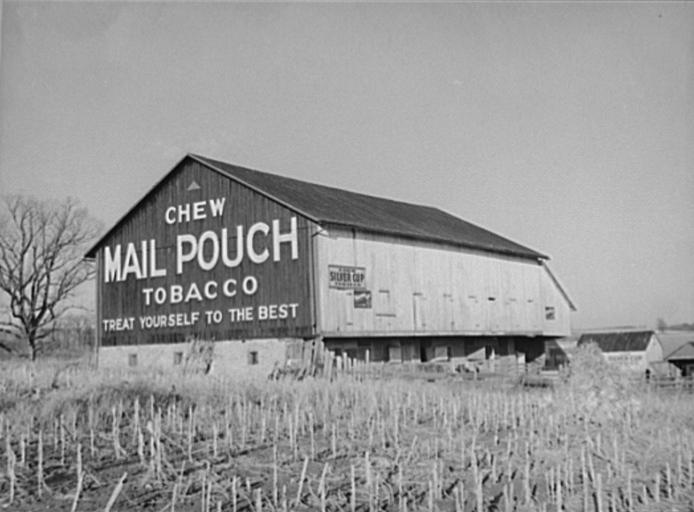 CHEW
MAIL POUCH
TOBACCO
TREAT YOURSELF TO THE BEST
SILVER CUP